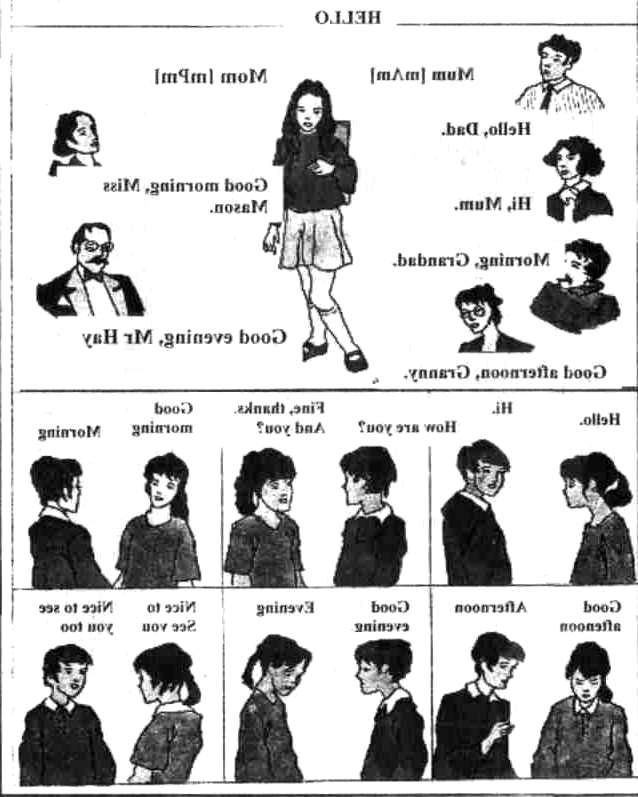 HELLO
Mum [mΛm]
Mom [mPm]
Hello, Dad.
Hi, Mum.
Morning, Grandad.
Good afternoon, Granny.
Good morning, Miss
Mason.
Good evening, Mr Hay
Hello.
Hi.
How are you?
Fine, thanks.
And you?
Good
morning
Morning
Good
aftenoon
Afternoon
Good
evening
Evening
Nice to
See you
Nice to see
you too